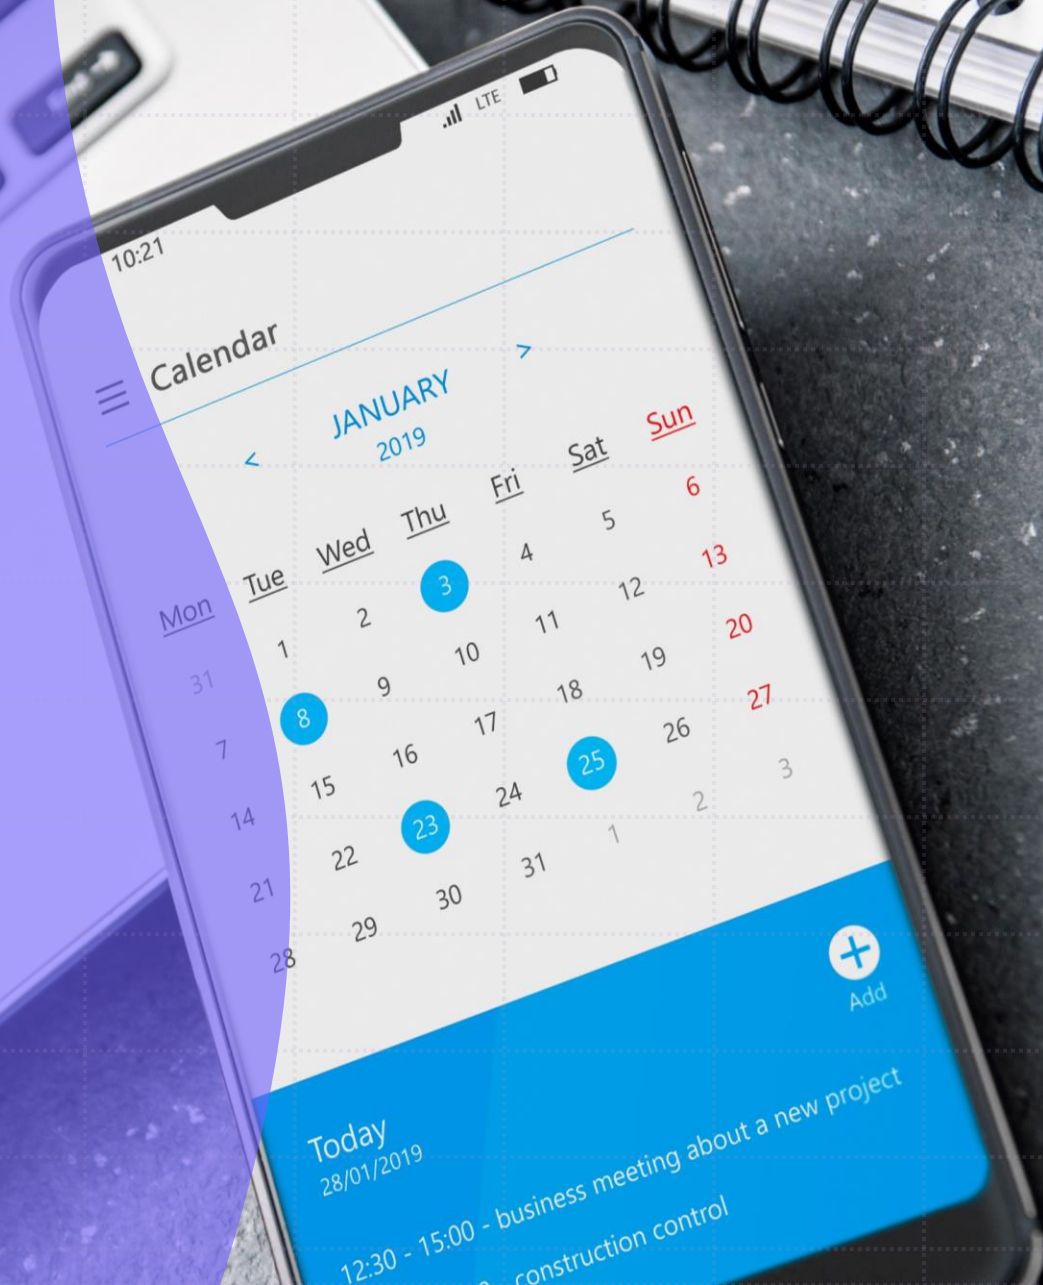 10:21 LTE
Calendar
< JANUARY >
2019
Mon Tue Wed Thu Fri Sat Sun
31 1 2 3 4 5 6
7 8 9 10 11 12 13
14 15 16 17 18 19 20
21 22 23 24 25 26 27
28 29 30 31 1 2 3
Add
Today
28/01/2019
12:30 - 15:00 - business meeting about a new project
- construction control